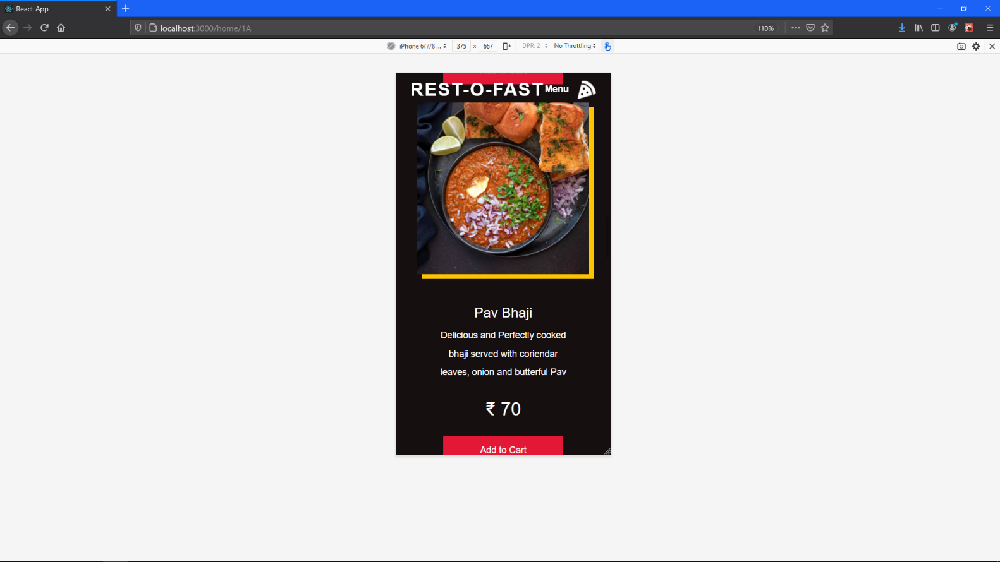 React App
localhost:3000/home/1A
110%
iPhone 6/7/8 ...
375 × 667
DPR: 2
No Throttling
REST-O-FAST Menu
Pav Bhaji
Delicious and Perfectly cooked
bhaji served with coriendar
leaves, onion and butterful Pav
₹ 70
Add to Cart